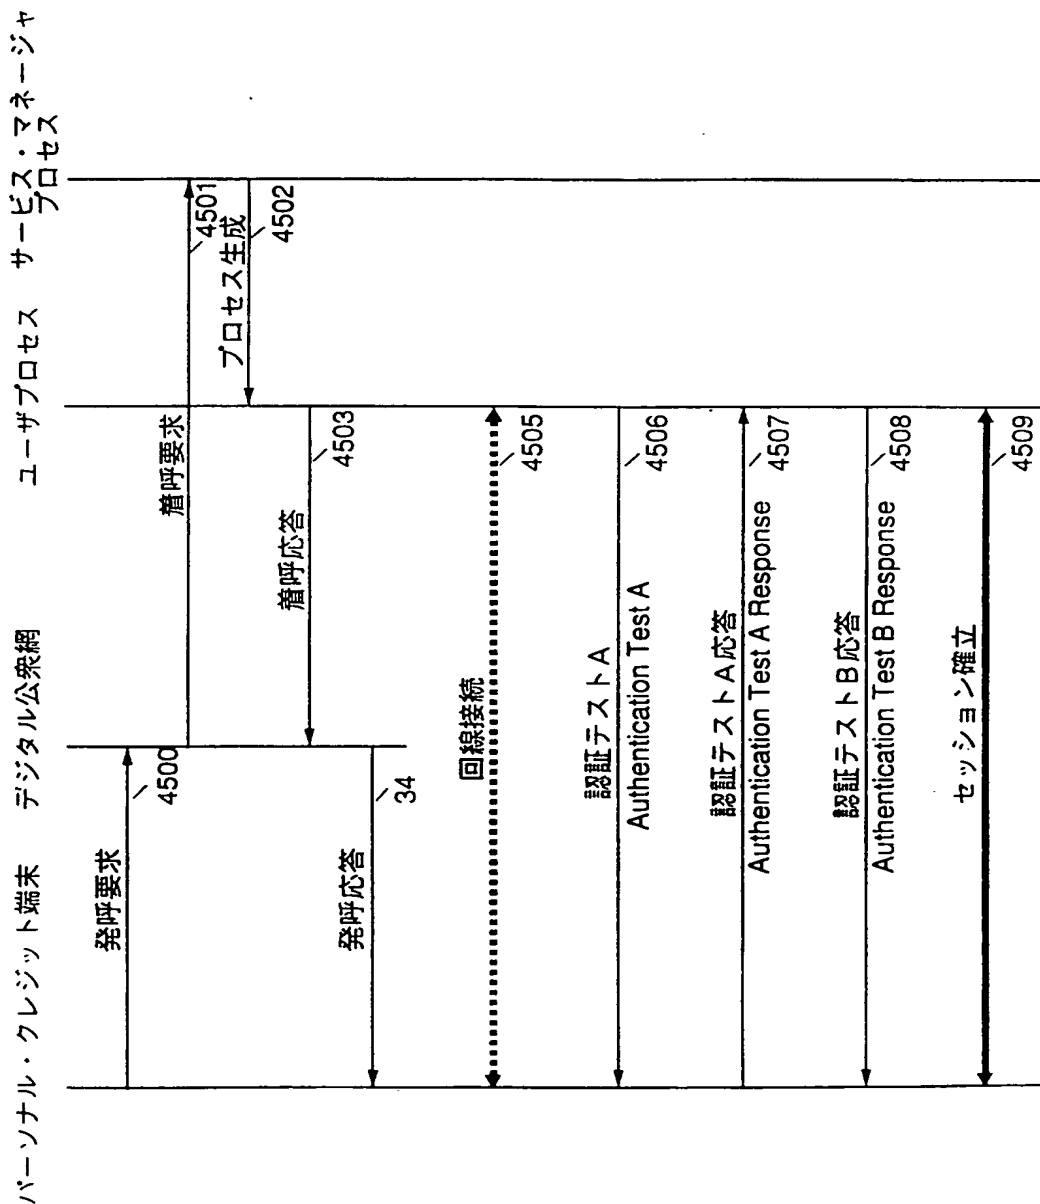 パーソナル・クレジット端末
デジタル公衆網
ユーザプロセス
サービス・マネージャ
プロセス
発呼要求
4500
着呼要求
4501
プロセス生成
4502
着呼応答
4503
発呼応答
34
回線接続
4505
認証テストA
Authentication Test A
4506
認証テストA応答
Authentication Test A Response
4507
認証テストB応答
Authentication Test B Response
4508
セッション確立
4509